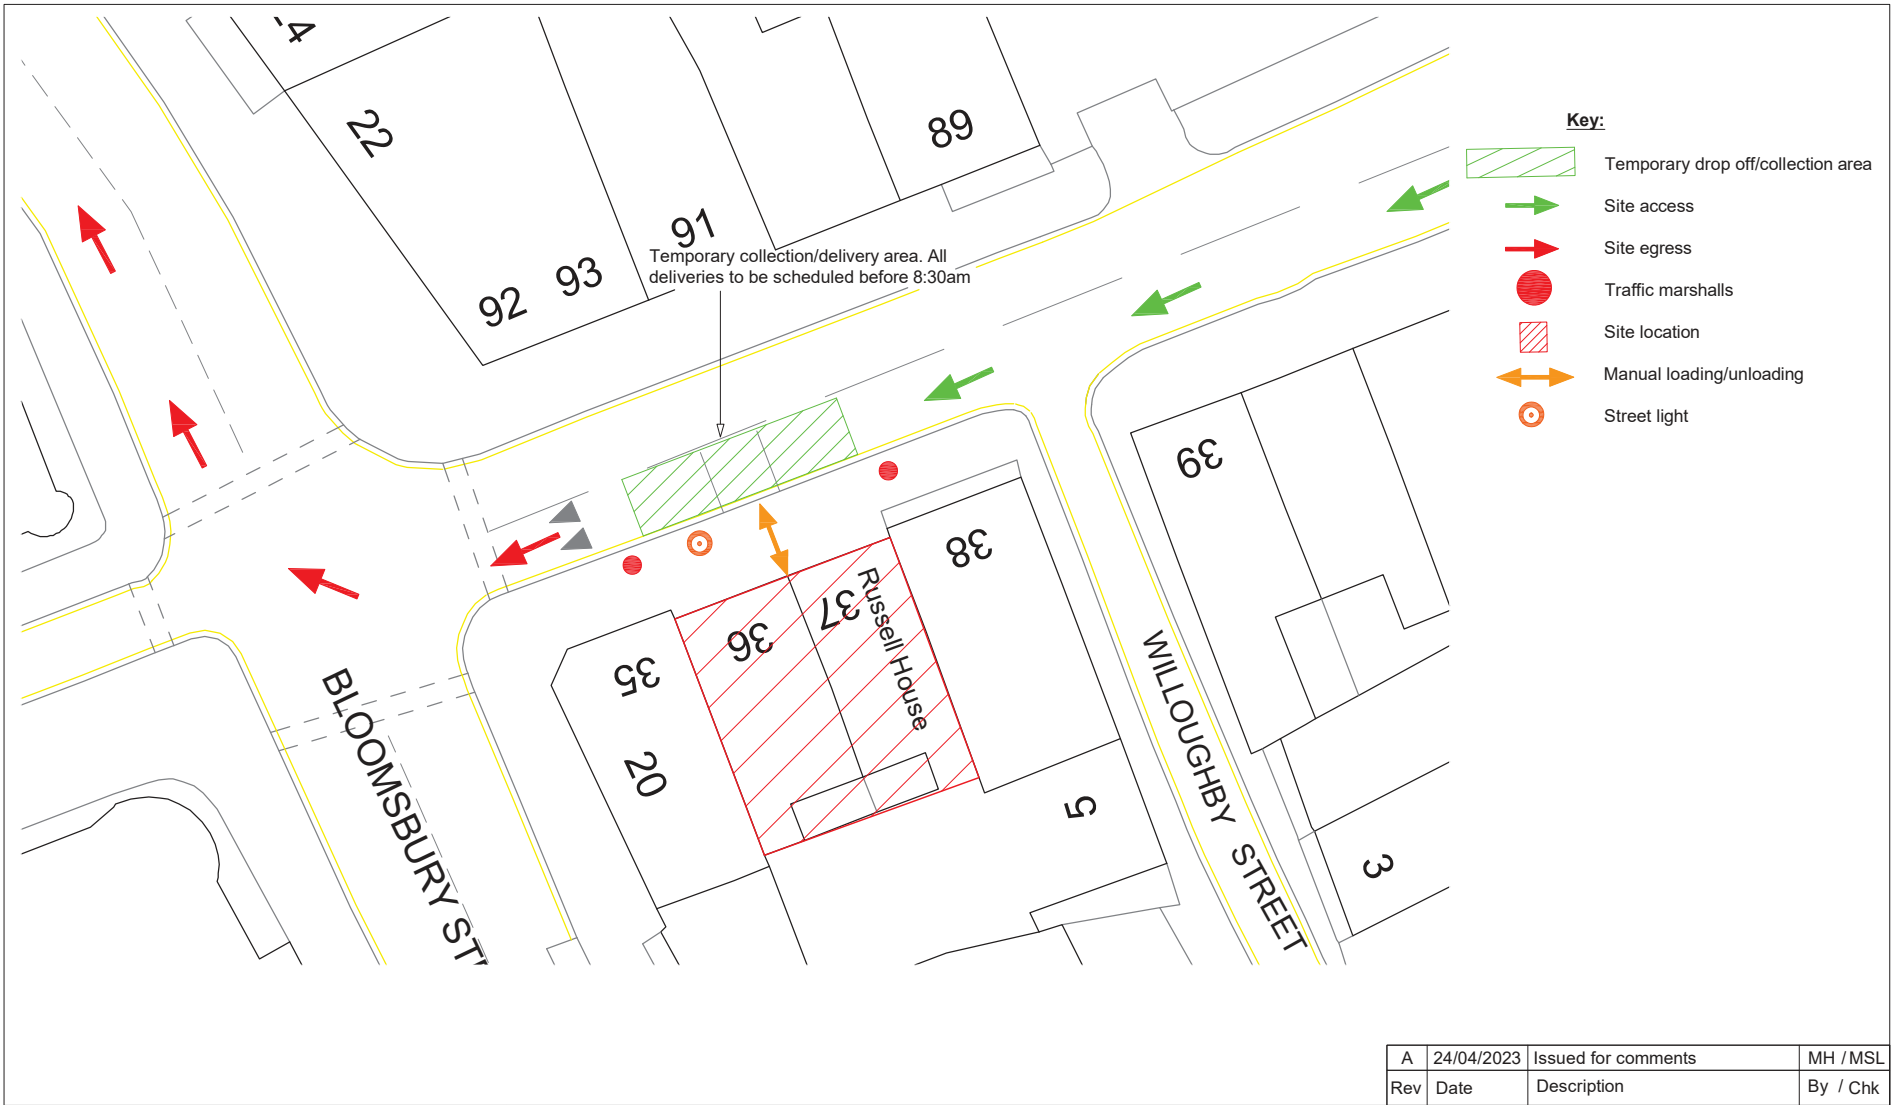 22
89
91
Temporary collection/delivery area. All
deliveries to be scheduled before 8:30am
93
92
Key:
Temporary drop off/collection area
Site access
Site egress
Traffic marshalls
Site location
Manual loading/unloading
Street light
39
38
37
Russell House
36
35
20
5
3
BLOOMSBURY
WILLOUGHBY STREET
A 24/04/2023 Issued for comments MH / MSL
Rev Date Description By / Chk